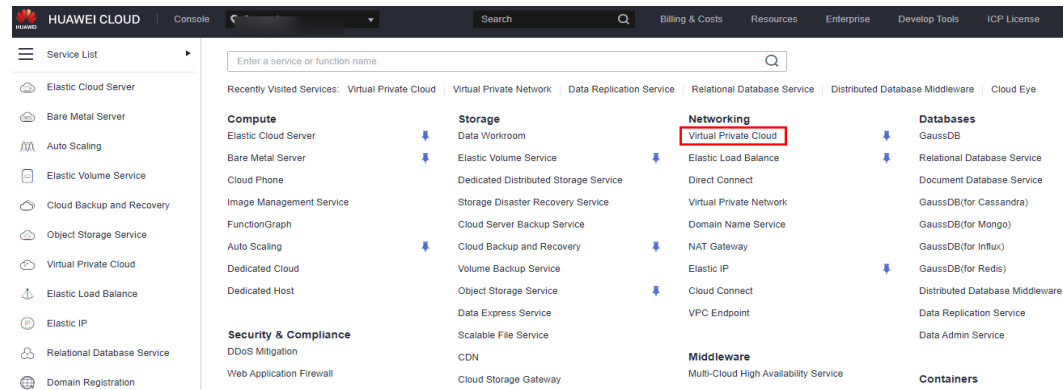 HUAWEI
HUAWEI CLOUD
Console
Search
Billing & Costs
Resources
Enterprise
Develop Tools
ICP License
Service List
Elastic Cloud Server
Bare Metal Server
Auto Scaling
Elastic Volume Service
Cloud Backup and Recovery
Object Storage Service
Virtual Private Cloud
Elastic Load Balance
Elastic IP
Relational Database Service
Domain Registration
Enter a service or function name.
Recently Visited Services: Virtual Private Cloud | Virtual Private Network | Data Replication Service | Relational Database Service | Distributed Database Middleware | Cloud Eye
Compute
Elastic Cloud Server
Bare Metal Server
Cloud Phone
Image Management Service
FunctionGraph
Auto Scaling
Dedicated Cloud
Dedicated Host
Security & Compliance
DDoS Mitigation
Web Application Firewall
Storage
Data Workroom
Elastic Volume Service
Dedicated Distributed Storage Service
Storage Disaster Recovery Service
Cloud Server Backup Service
Cloud Backup and Recovery
Volume Backup Service
Object Storage Service
Data Express Service
Scalable File Service
CDN
Cloud Storage Gateway
Networking
Virtual Private Cloud
Elastic Load Balance
Direct Connect
Virtual Private Network
Domain Name Service
NAT Gateway
Elastic IP
Cloud Connect
VPC Endpoint
Middleware
Multi-Cloud High Availability Service
Databases
GaussDB
Relational Database Service
Document Database Service
GaussDB(for Cassandra)
GaussDB(for Mongo)
GaussDB(for Influx)
GaussDB(for Redis)
Distributed Database Middleware
Data Replication Service
Data Admin Service
Containers